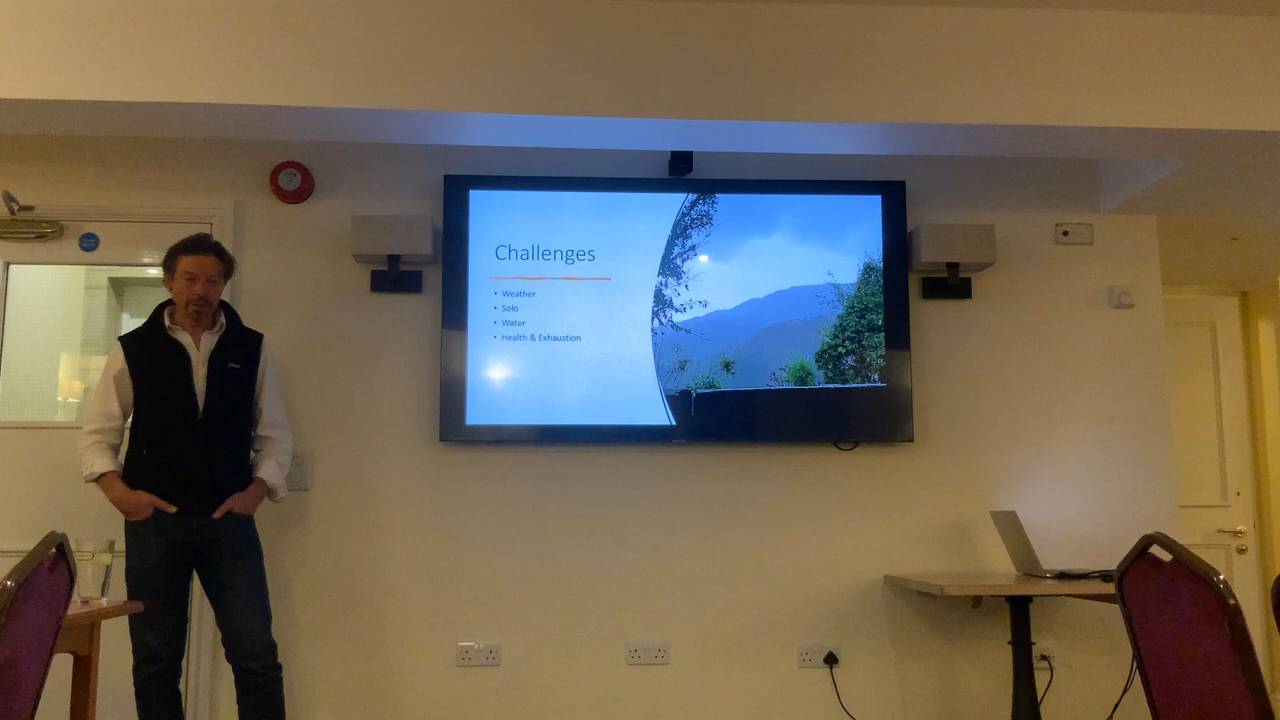 Challenges
• Weather
• Solo
• Water
• Health & Exhaustion